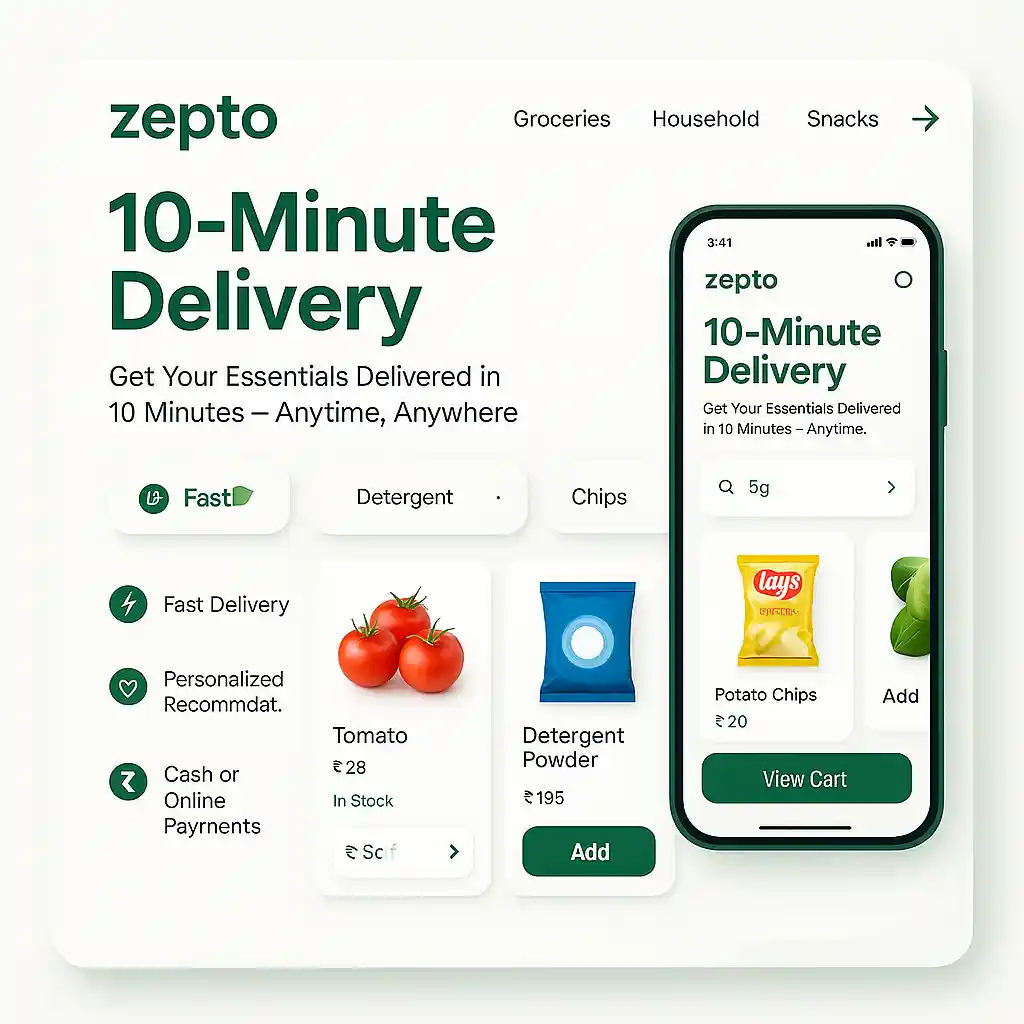 zepto
Groceries Household Snacks
10-Minute
Delivery
Get Your Essentials Delivered in
10 Minutes – Anytime, Anywhere
Fast
Detergent ·
Chips
Fast Delivery
Personalized
Recommdat.
Cash or
Online
Payrnents
Tomato
₹ 28
In Stock
Detergent
Powder
₹ 195
Add
3:41
zepto
10-Minute
Delivery
Get Your Essentials Delivered
in 10 Minutes – Anytime.
5g
lays
Potato Chips
₹ 20
Add
View Cart